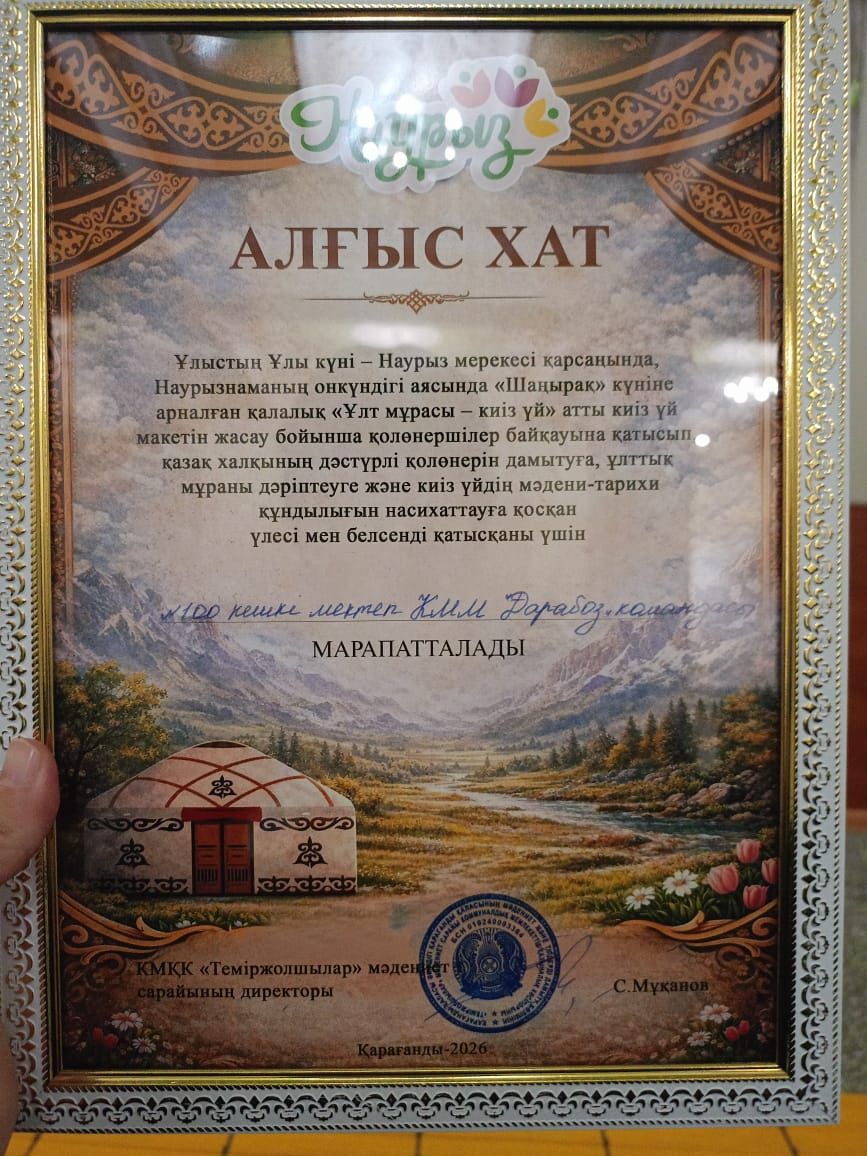 Наурыз
АЛҒЫС ХАТ
Ұлыстың Ұлы күні – Наурыз мерекесі қарсаңында,
Наурызнаманың онкүндігі аясында «Шаңырақ» күніне
арналған қалалық «Ұлт мұрасы – киіз үй» атты киіз үй
макетін жасау бойынша қолөнершілер байқауына қатысып
қазақ халқының дәстүрлі қолөнерін дамытуға, ұлттық
мұраны дәріптеуге және киіз үйдің мәдени-тарихи
құндылығын насихаттауға қосқан
үлесі мен белсенді қатысқаны үшін
№100 кешкі мектеп КММ Дарабоз командасы
МАРАПАТТАЛАДЫ
КМҚК «Теміржолшылар» мәдениет
сарайының директоры
С.Мұқанов
Қарағанды-2026